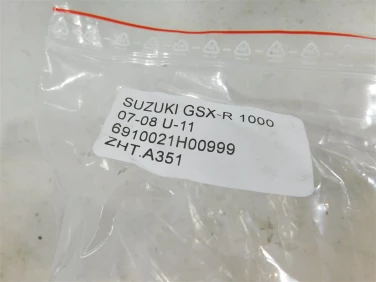 SUZUKI GSX-R 1000
07-08 U-11
6910021H00999
ZHT.A351